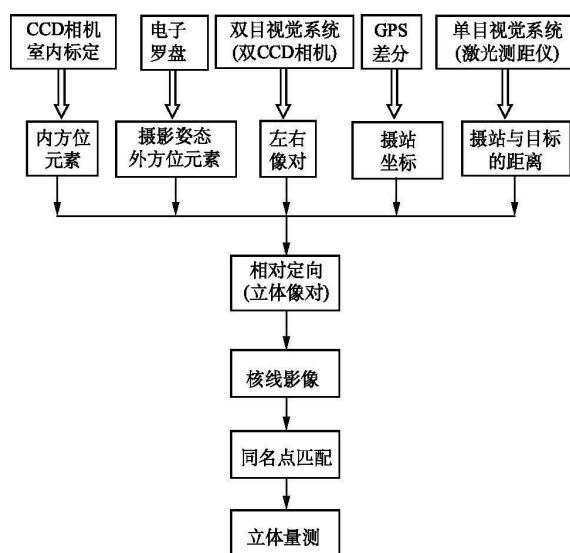 CCD相机
室内标定
电子
罗盘
双目视觉系统
(双CCD相机)
GPS
差分
单目视觉系统
(激光测距仪)
内方位
元素
摄影姿态
外方位元素
左右
像对
摄站
坐标
摄站与目标
的距离
相对定向
(立体像对)
核线影像
同名点匹配
立体量测